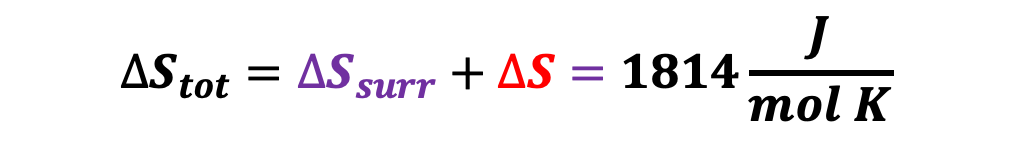 ΔS_tot = ΔS_surr + ΔS = 1814 J/(mol K)